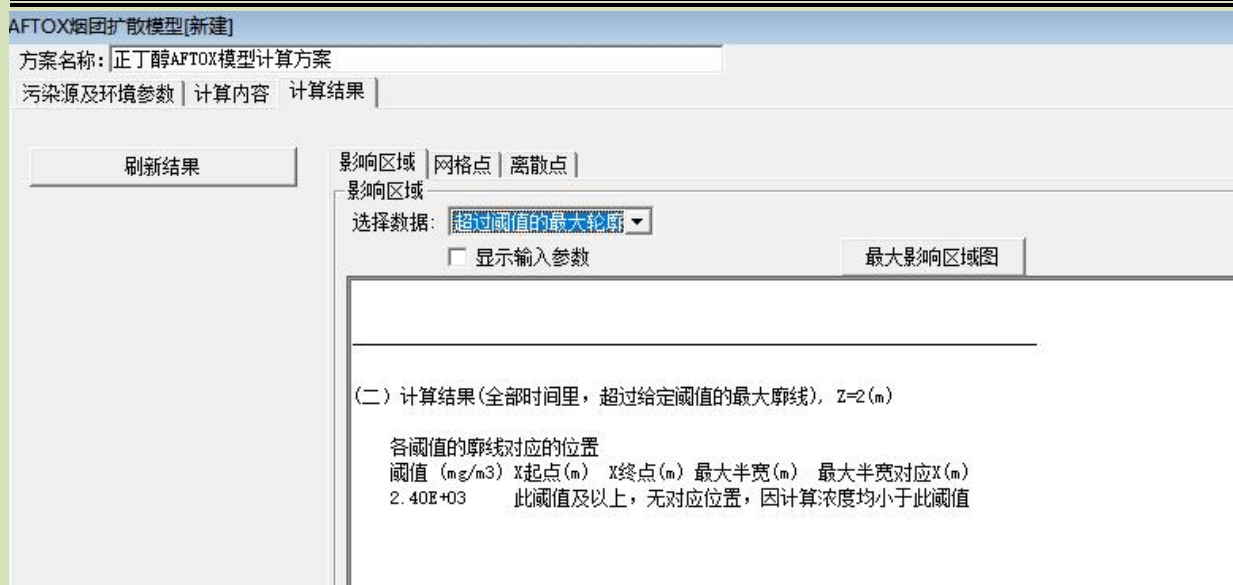 AFTOX烟团扩散模型[新建]
方案名称: 正丁醇AFTOX模型计算方案
污染源及环境参数 计算内容 计算结果
刷新结果
影响区域 网格点 离散点
影响区域
选择数据: 超过阈值的最大轮廓
显示输入参数 最大影响区域图
(二) 计算结果(全部时间里，超过给定阈值的最大廓线), Z=2(m)
各阈值的廓线对应的位置
阈值 (mg/m3) X起点(m) X终点(m) 最大半宽(m) 最大半宽对应X(m)
2.40E+03 此阈值及以上，无对应位置，因计算浓度均小于此阈值